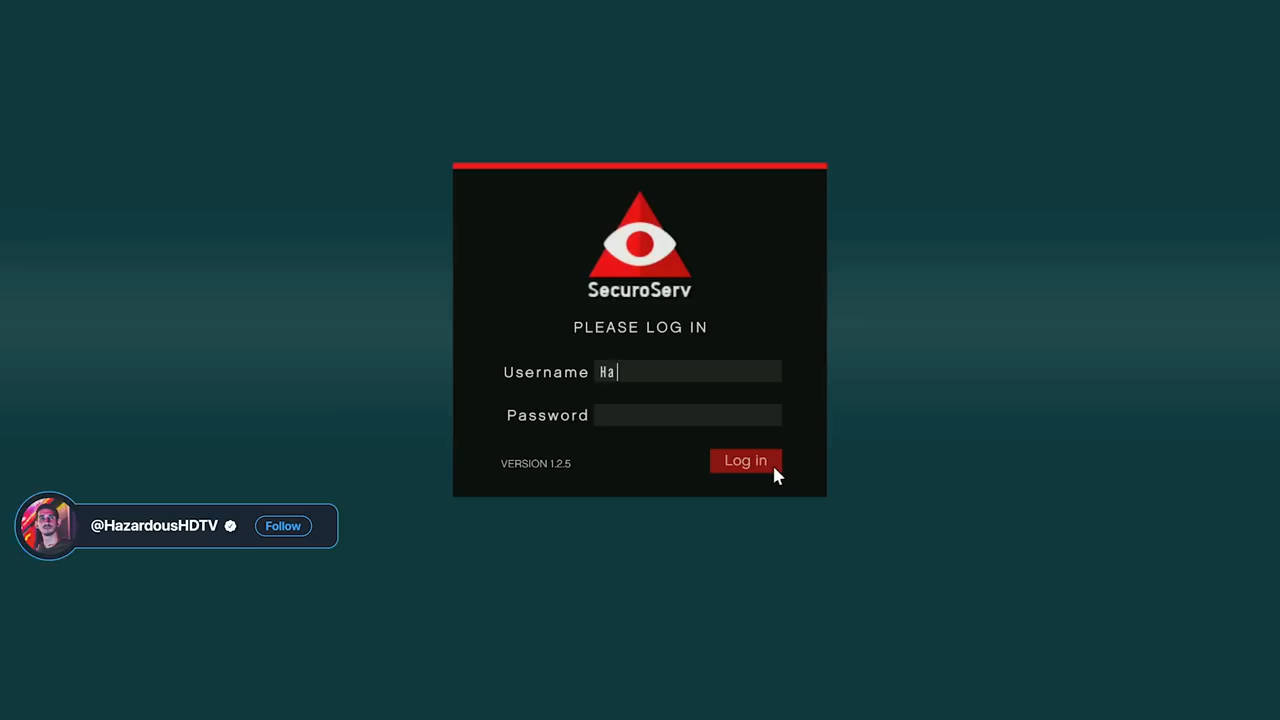 SecuroServ
PLEASE LOG IN
Username Ha
Password
VERSION 1.2.5 Log in
@HazardousHDTV Follow